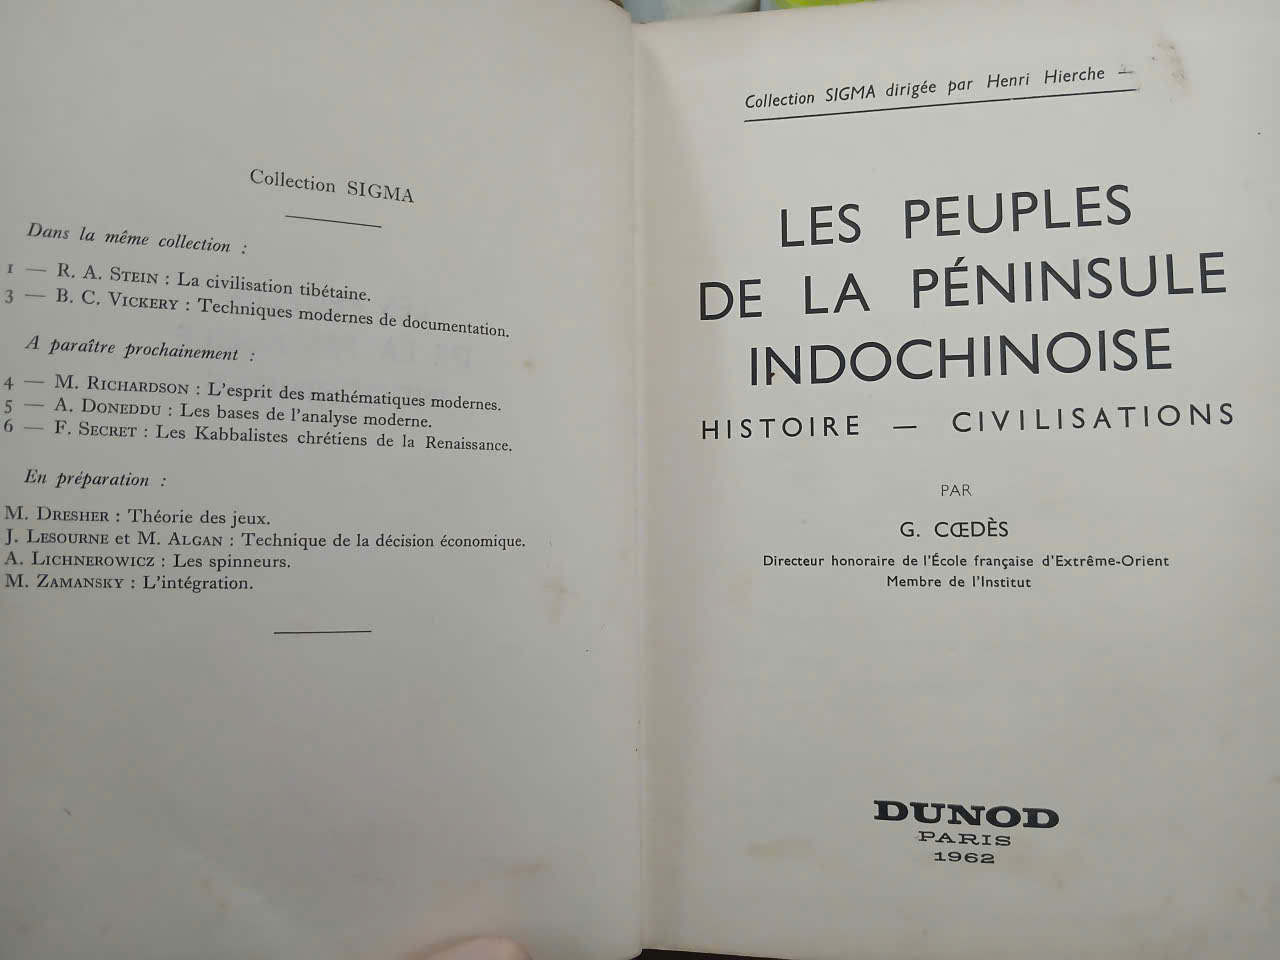 Collection SIGMA
Dans la même collection :
1 — R. A. STEIN : La civilisation tibétaine.
3 — B. C. VICKERY : Techniques modernes de documentation.
A paraître prochainement :
4 — M. RICHARDSON : L'esprit des mathématiques modernes.
5 — A. DONEDDU : Les bases de l'analyse moderne.
6 — F. SECRET : Les Kabbalistes chrétiens de la Renaissance.
En préparation :
M. DRESHER : Théorie des jeux.
J. LESOURNE et M. ALGAN : Technique de la décision économique.
A. LICHNEROWICZ : Les spinneurs.
M. ZAMANSKY : L'intégration.
Collection SIGMA dirigée par Henri Hierche —
LES PEUPLES
DE LA PÉNINSULE
INDOCHINOISE
HISTOIRE — CIVILISATIONS
PAR
G. CŒDÈS
Directeur honoraire de l'École française d'Extrême-Orient
Membre de l'Institut
DUNOD
PARIS
1962